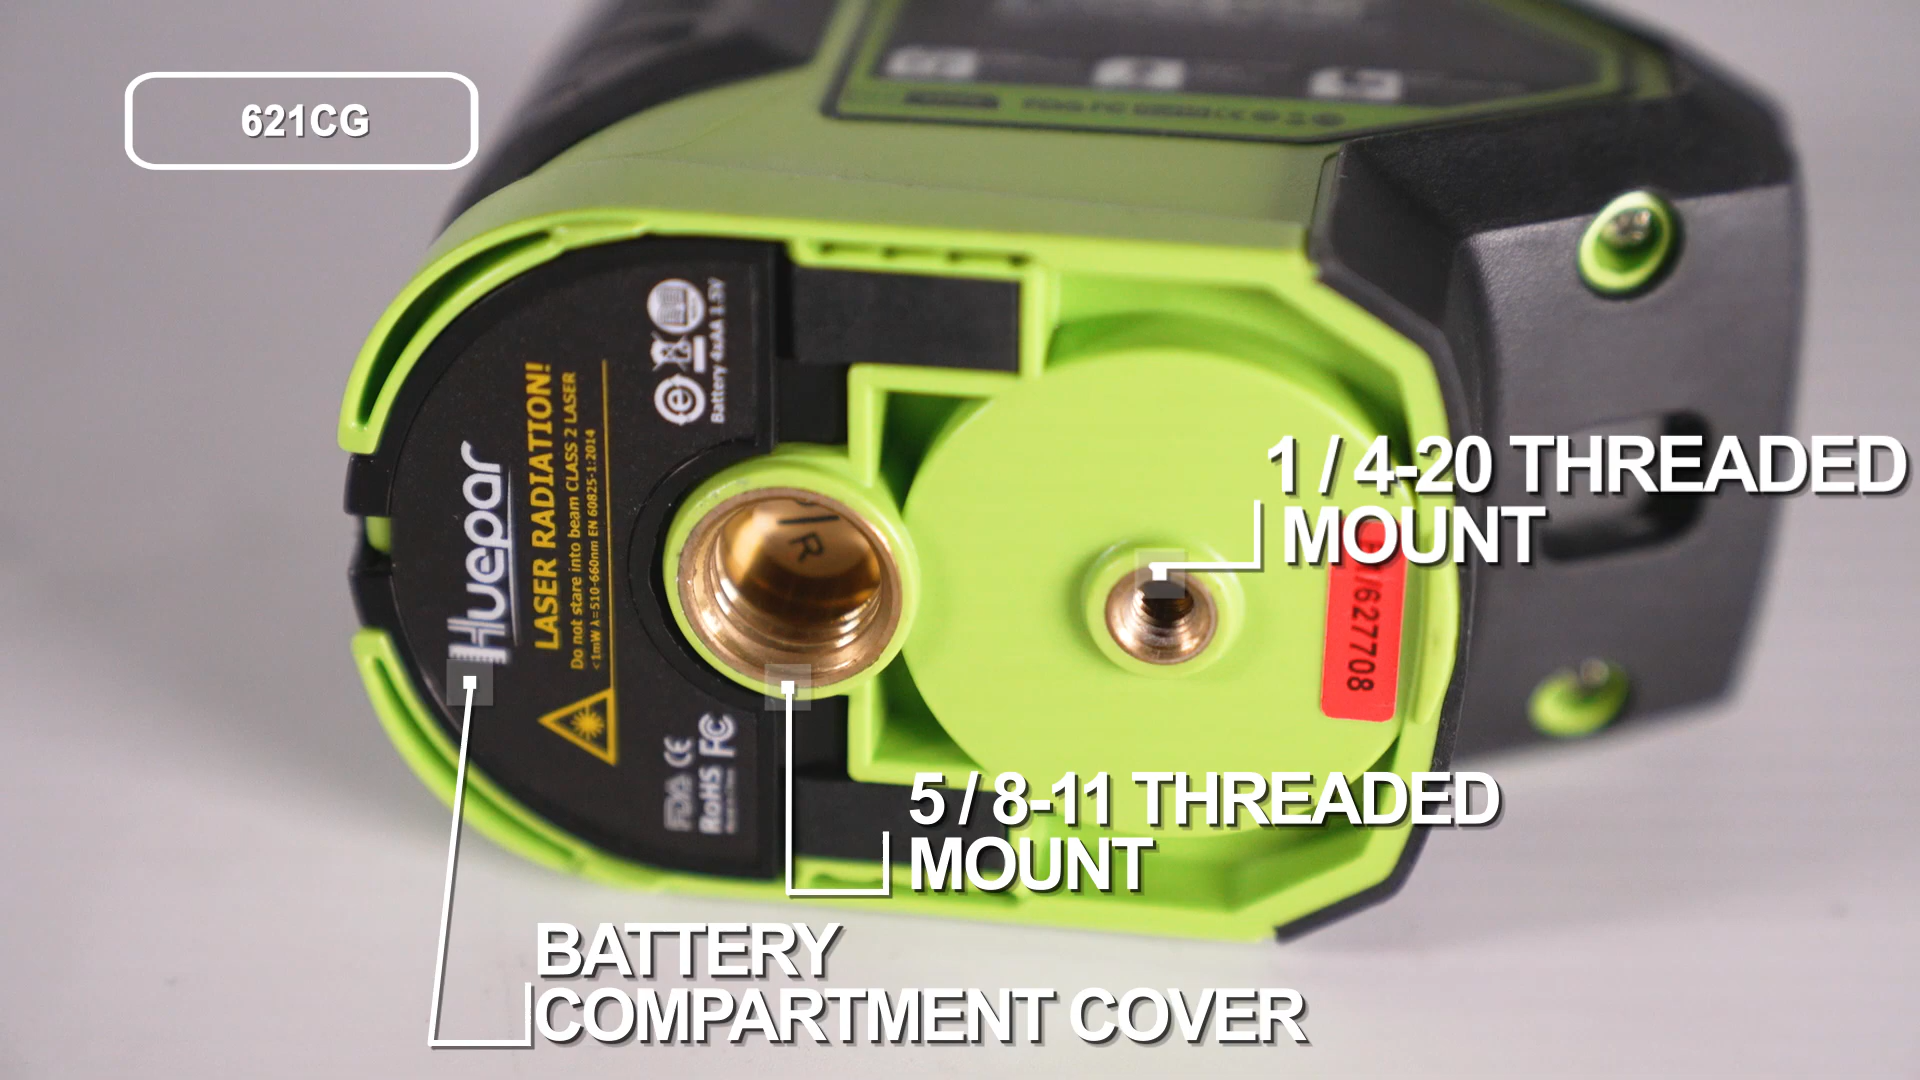 621CG
1 / 4-20 THREADED
MOUNT
5 / 8-11 THREADED
MOUNT
BATTERY
COMPARTMENT COVER
Huepar
LASER RADIATION!
Do not stare into beam CLASS 2 LASER
<1mW λ=510-660nm EN 60825-1:2014
Battery 4xAA 1.5V
FDA CE
RoHS FC
/627708
R